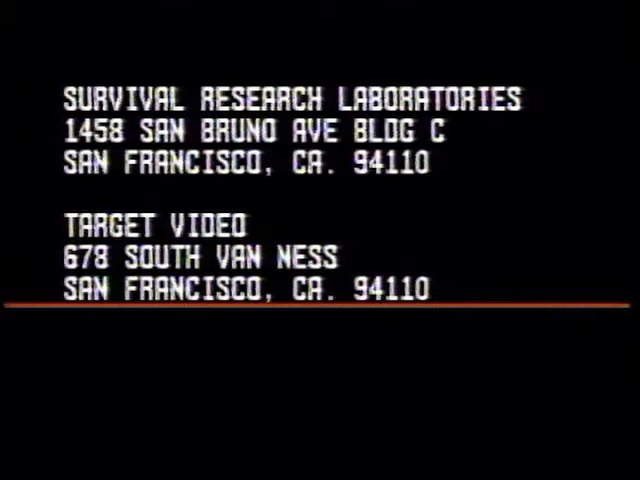 SURVIVAL RESEARCH LABORATORIES
1458 SAN BRUNO AVE BLDG C
SAN FRANCISCO, CA. 94110
TARGET VIDEO
678 SOUTH VAN NESS
SAN FRANCISCO, CA. 94110